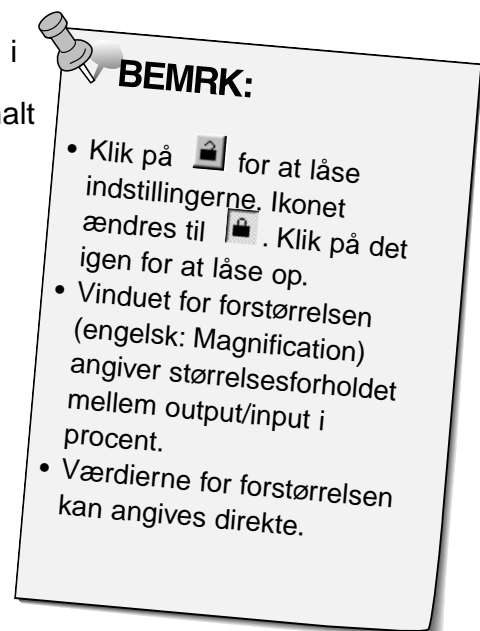 i
alt
BEMRK:
• Klik på for at låse
indstillingerne. Ikonet
ændres til . Klik på det
igen for at låse op.
• Vinduet for forstørrelsen
(engelsk: Magnification)
angiver størrelsesforholdet
mellem output/input i
procent.
• Værdierne for forstørrelsen
kan angives direkte.